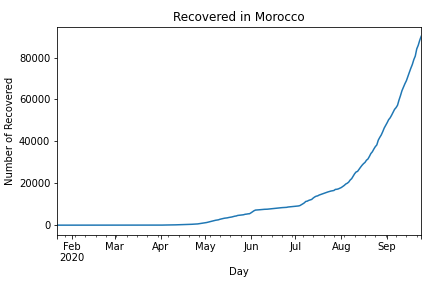 Recovered in Morocco
Number of Recovered
80000
60000
40000
20000
0
Feb Mar Apr May Jun Jul Aug Sep
2020
Day